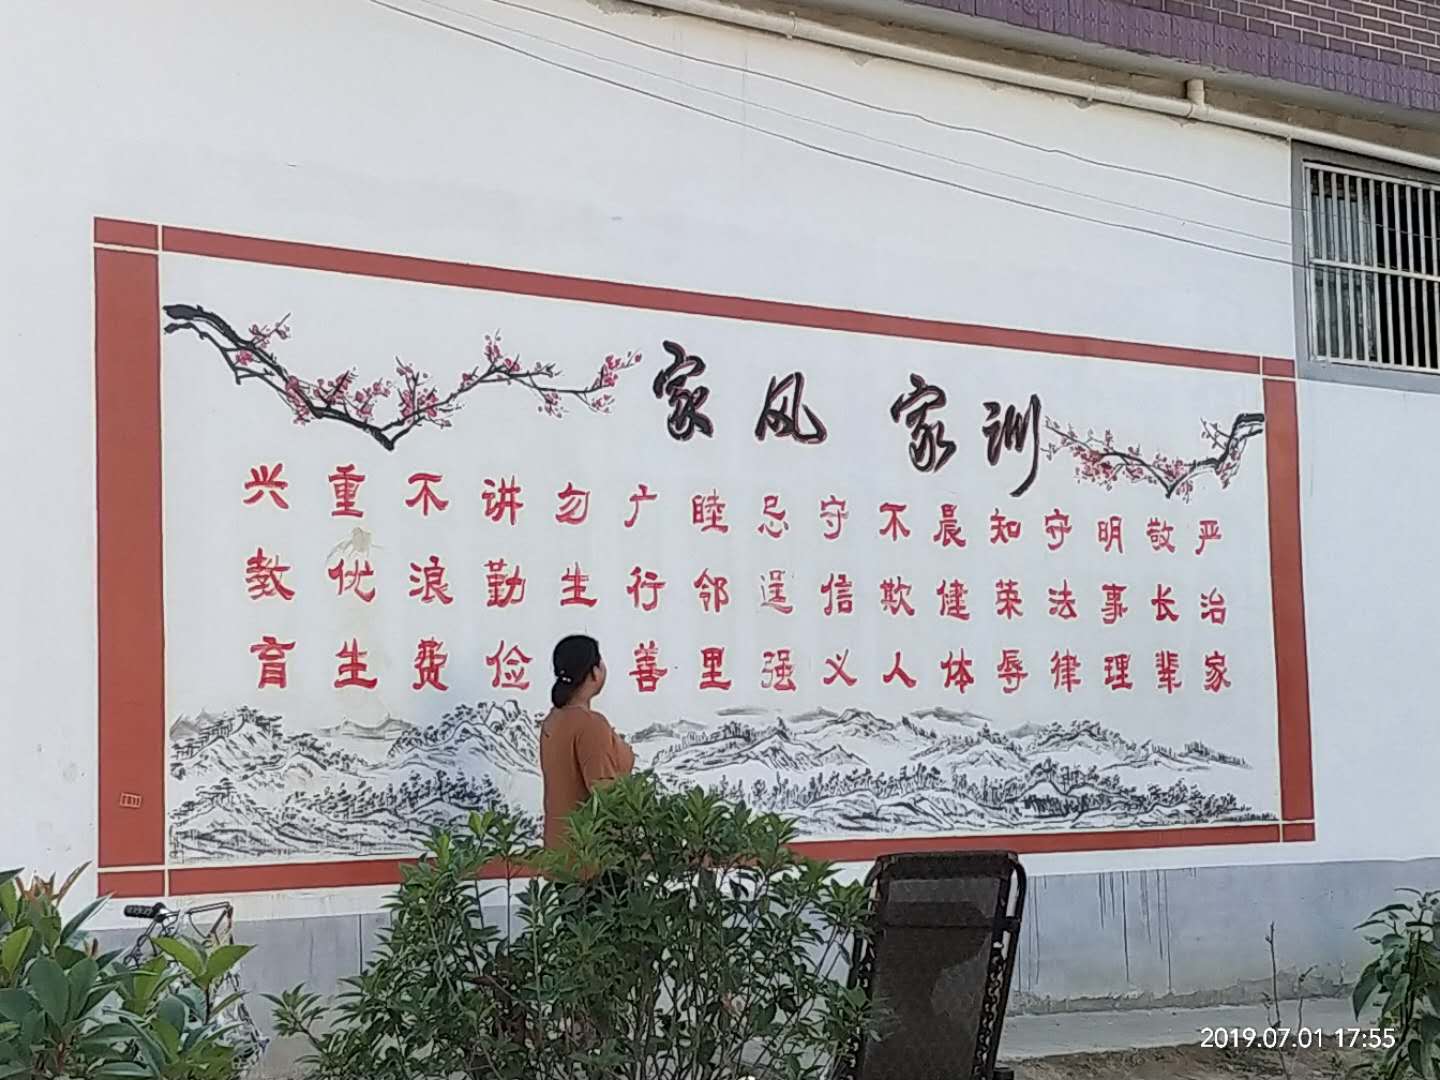 家风 家训
严治家
敬长辈
明事理
守法律
知荣辱
晨健体
不欺人
守信义
忌逞强
睦邻里
广行善
勿生
讲勤俭
不浪费
重优生
兴教育
2019.07.01 17:55